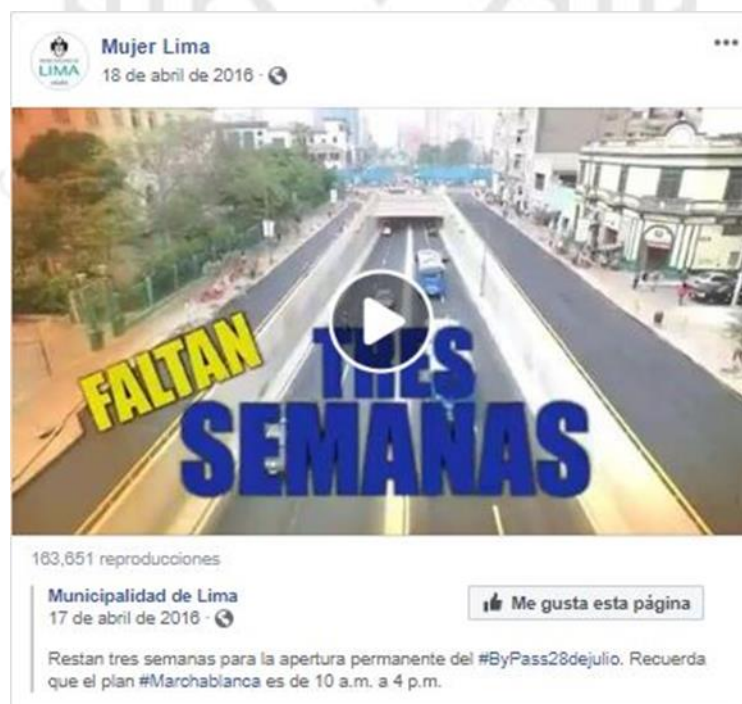 Mujer Lima
18 de abril de 2016 ·
LIMA
FALTAN TRES
SEMANAS
163,651 reproducciones
Municipalidad de Lima
17 de abril de 2016 ·
Me gusta esta página
Restan tres semanas para la apertura permanente del #ByPass28dejulio. Recuerda
que el plan #Marchablanca es de 10 a.m. a 4 p.m.